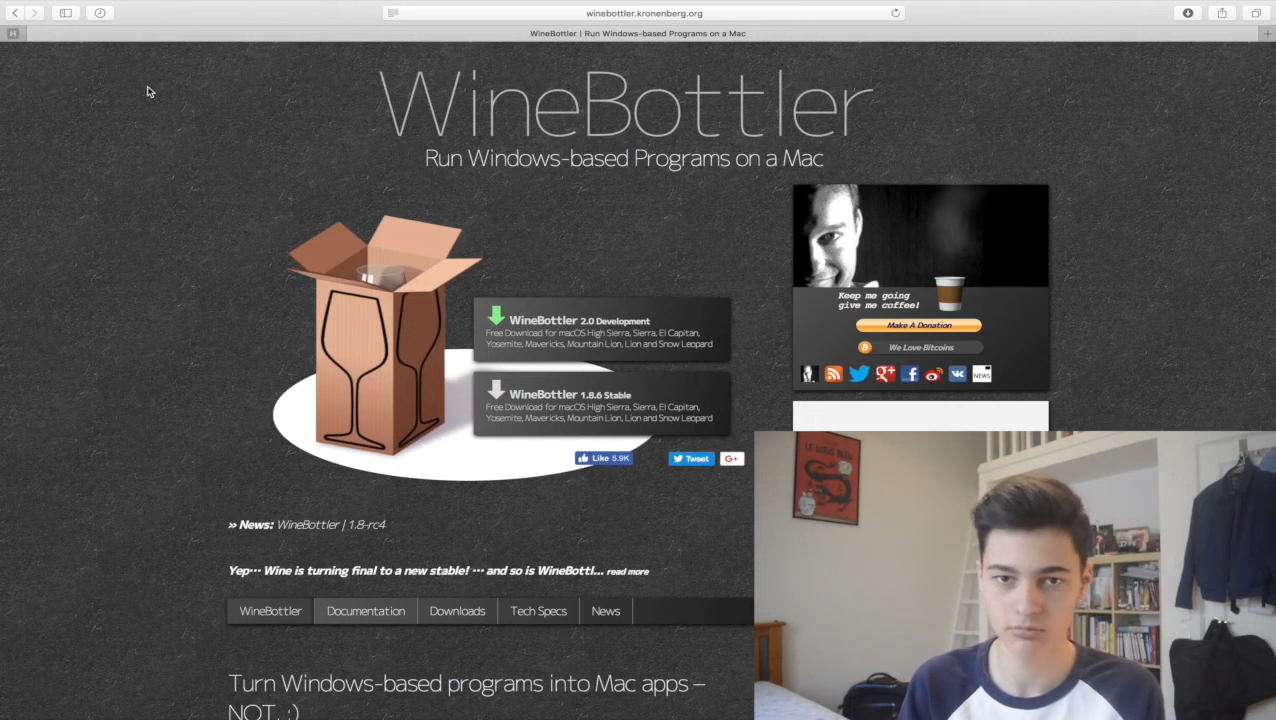 winebottler.kronenberg.org
WineBottler | Run Windows-based Programs on a Mac
WineBottler
Run Windows-based Programs on a Mac
WineBottler 2.0 Development
Free Download for macOS High Sierra, Sierra, El Capitan,
Yosemite, Mavericks, Mountain Lion, Lion and Snow Leopard
WineBottler 1.8.6 Stable
Free Download for macOS High Sierra, Sierra, El Capitan,
Yosemite, Mavericks, Mountain Lion, Lion and Snow Leopard
Keep me going
give me coffee!
Make A Donation
We Love Bitcoins
NEWS
Like 5.9K
Tweet
G+
» News: WineBottler | 1.8-rc4
Yep··· Wine is turning final to a new stable! ··· and so is WineBottl... read more
WineBottler
Documentation
Downloads
Tech Specs
News
Turn Windows-based programs into Mac apps –
NOT. :)
LE LOTUS BLEU